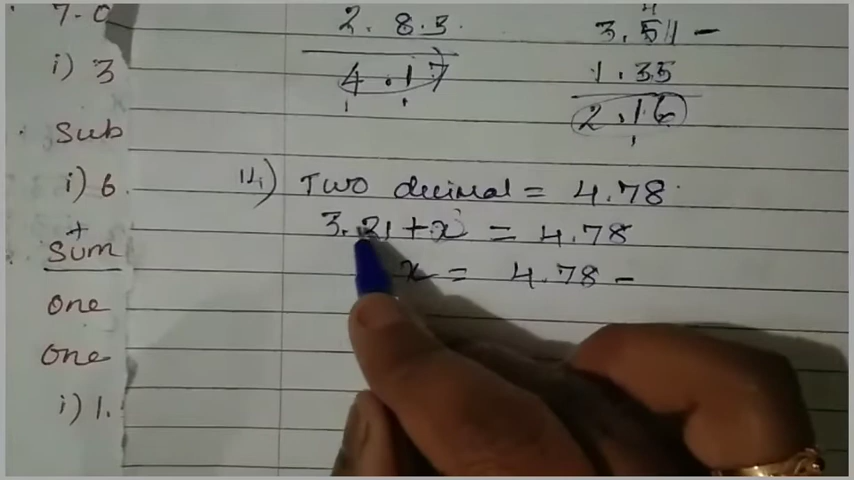 7.0
i) 3
Sub
i) 6
+
Sum
one
one
i) 1.
2.83.
4.17
4
3.51 -
1.35
2.16
14) Two decimal = 4.78.
3.21 + x = 4.78
x = 4.78 -